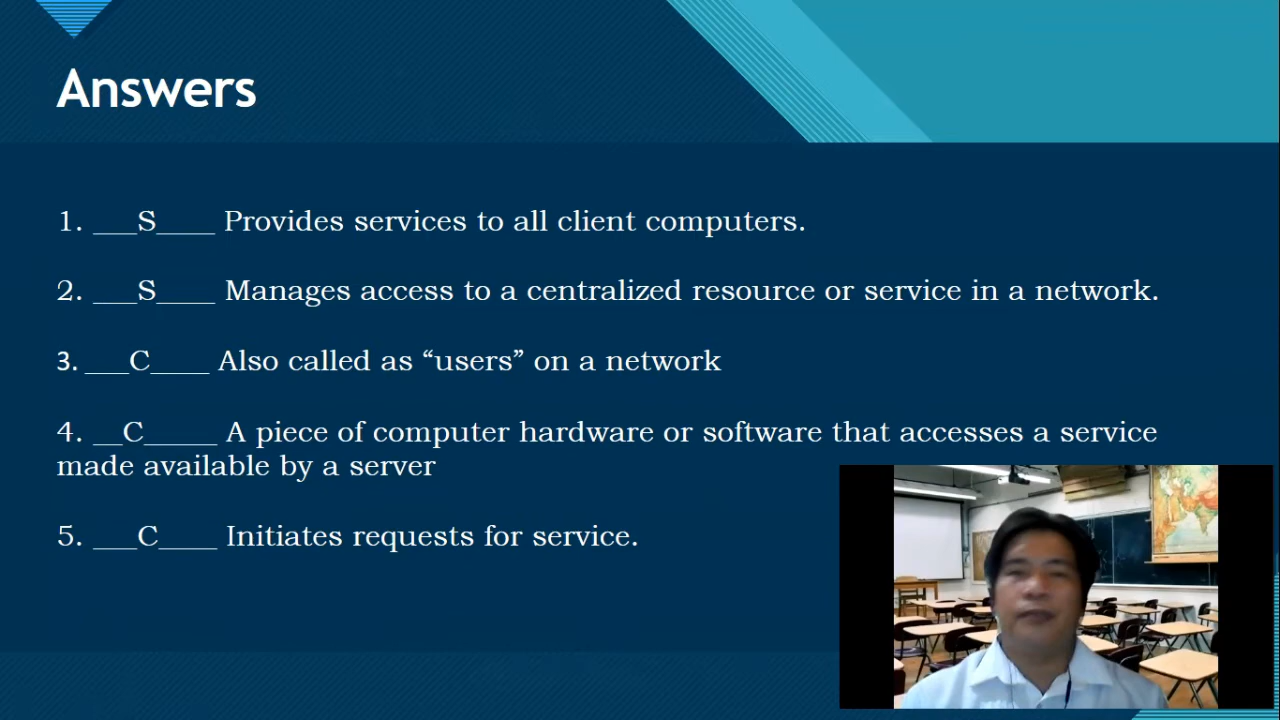 Answers
1. ___S____ Provides services to all client computers.
2. ___S____ Manages access to a centralized resource or service in a network.
3. ___C____ Also called as “users” on a network
4. __C_____ A piece of computer hardware or software that accesses a service
made available by a server
5. ___C____ Initiates requests for service.